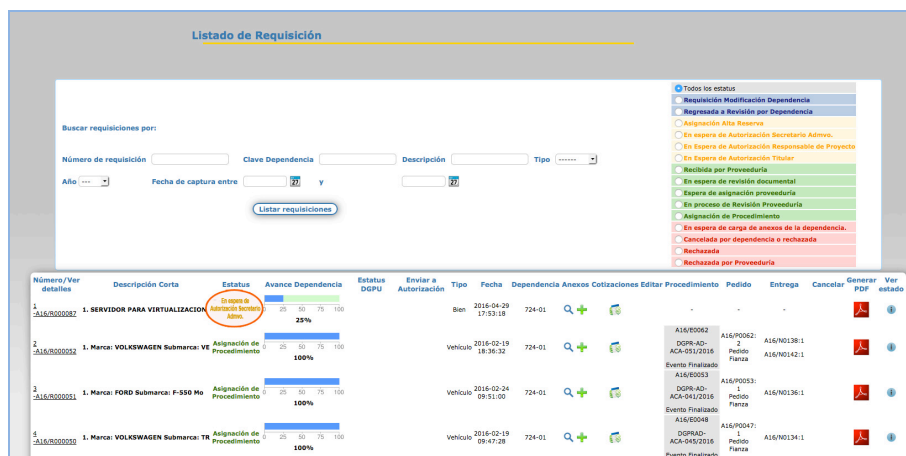 Listado de Requisición
Todos los estatus
Requisición Modificación Dependencia
Regresada a Revisión por Dependencia
Asignación Alta Reserva
En espera de Autorización Secretario Admvo.
En Espera de Autorización Responsable de Proyecto
En Espera de Autorización Titular
Recibida por Proveeduría
En espera de revisión documental
Espera de asignación proveeduría
En proceso de Revisión Proveeduría
Asignación de Procedimiento
En espera de carga de anexos de la dependencia.
Cancelada por dependencia o rechazada
Rechazada
Rechazada por Proveeduría
Buscar requisiciones por:
Número de requisición Clave Dependencia Descripción Tipo ------
Año --- Fecha de captura entre 27 y 27
Listar requisiciones
Número/Ver detalles Descripción Corta Estatus Avance Dependencia Estatus DGPU Enviar a Autorización Tipo Fecha Dependencia Anexos Cotizaciones Editar Procedimiento Pedido Entrega Cancelar Generar PDF Ver estado
1
-A16/R000087 1. SERVIDOR PARA VIRTUALIZACION
En espera de
Autorización Secretario
Admvo.
0 25 50 75 100
25%
Bien 2016-04-29
17:53:18
724-01 - - -
2
-A16/R000052 1. Marca: VOLKSWAGEN Submarca: VE
Asignación de
Procedimiento
0 25 50 75 100
100%
Vehículo 2016-02-19
18:36:32
724-01
A16/E0062
DGPR-AD-
ACA-051/2016
Evento Finalizado
A16/P0062:
2
Pedido
Fianza
A16/N0138:1
A16/N0142:1
3
-A16/R000051 1. Marca: FORD Submarca: F-550 Mo
Asignación de
Procedimiento
0 25 50 75 100
100%
Vehículo 2016-02-24
09:51:00
724-01
A16/E0053
DGPR-AD-
ACA-041/2016
Evento Finalizado
A16/P0053:
1
Pedido
Fianza
A16/N0136:1
4
-A16/R000050 1. Marca: VOLKSWAGEN Submarca: TR
Asignación de
Procedimiento
0 25 50 75 100
100%
Vehículo 2016-02-19
09:47:28
724-01
A16/E0048
DGPRAD-
ACA-045/2016
Evento Finalizado
A16/P0047:
1
Pedido
Fianza
A16/N0134:1